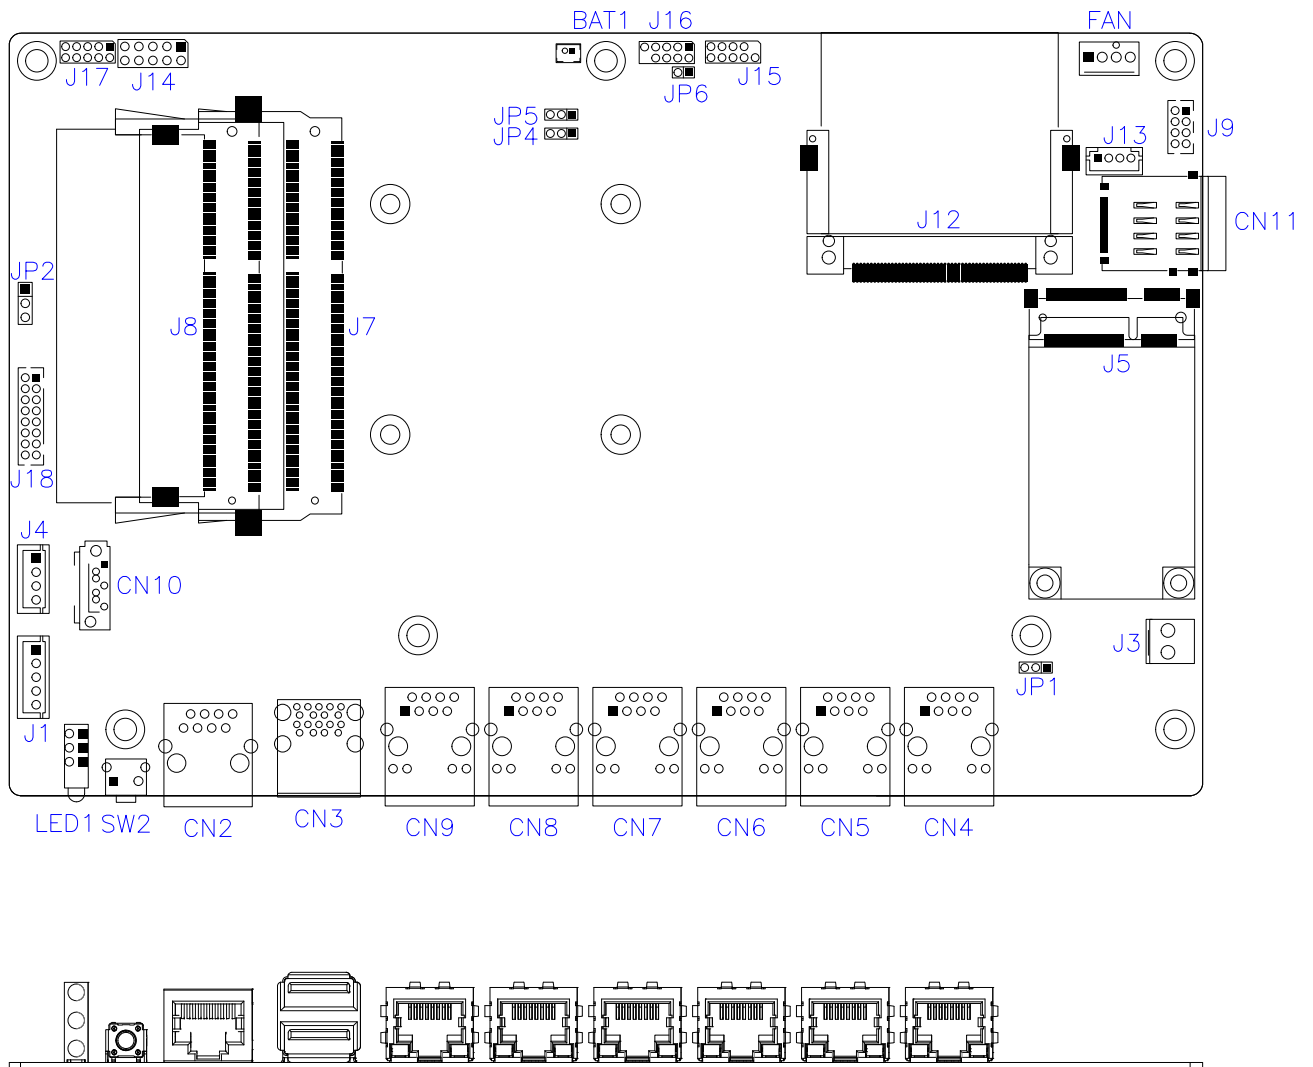 BAT1 J16 FAN
J17 J14 J15
JP6
JP5
JP4
J13 J9
J12 CN11
JP2
J8 J7
J5
J18
J4
CN10
J3
JP1
J1
LED1 SW2 CN2 CN3 CN9 CN8 CN7 CN6 CN5 CN4